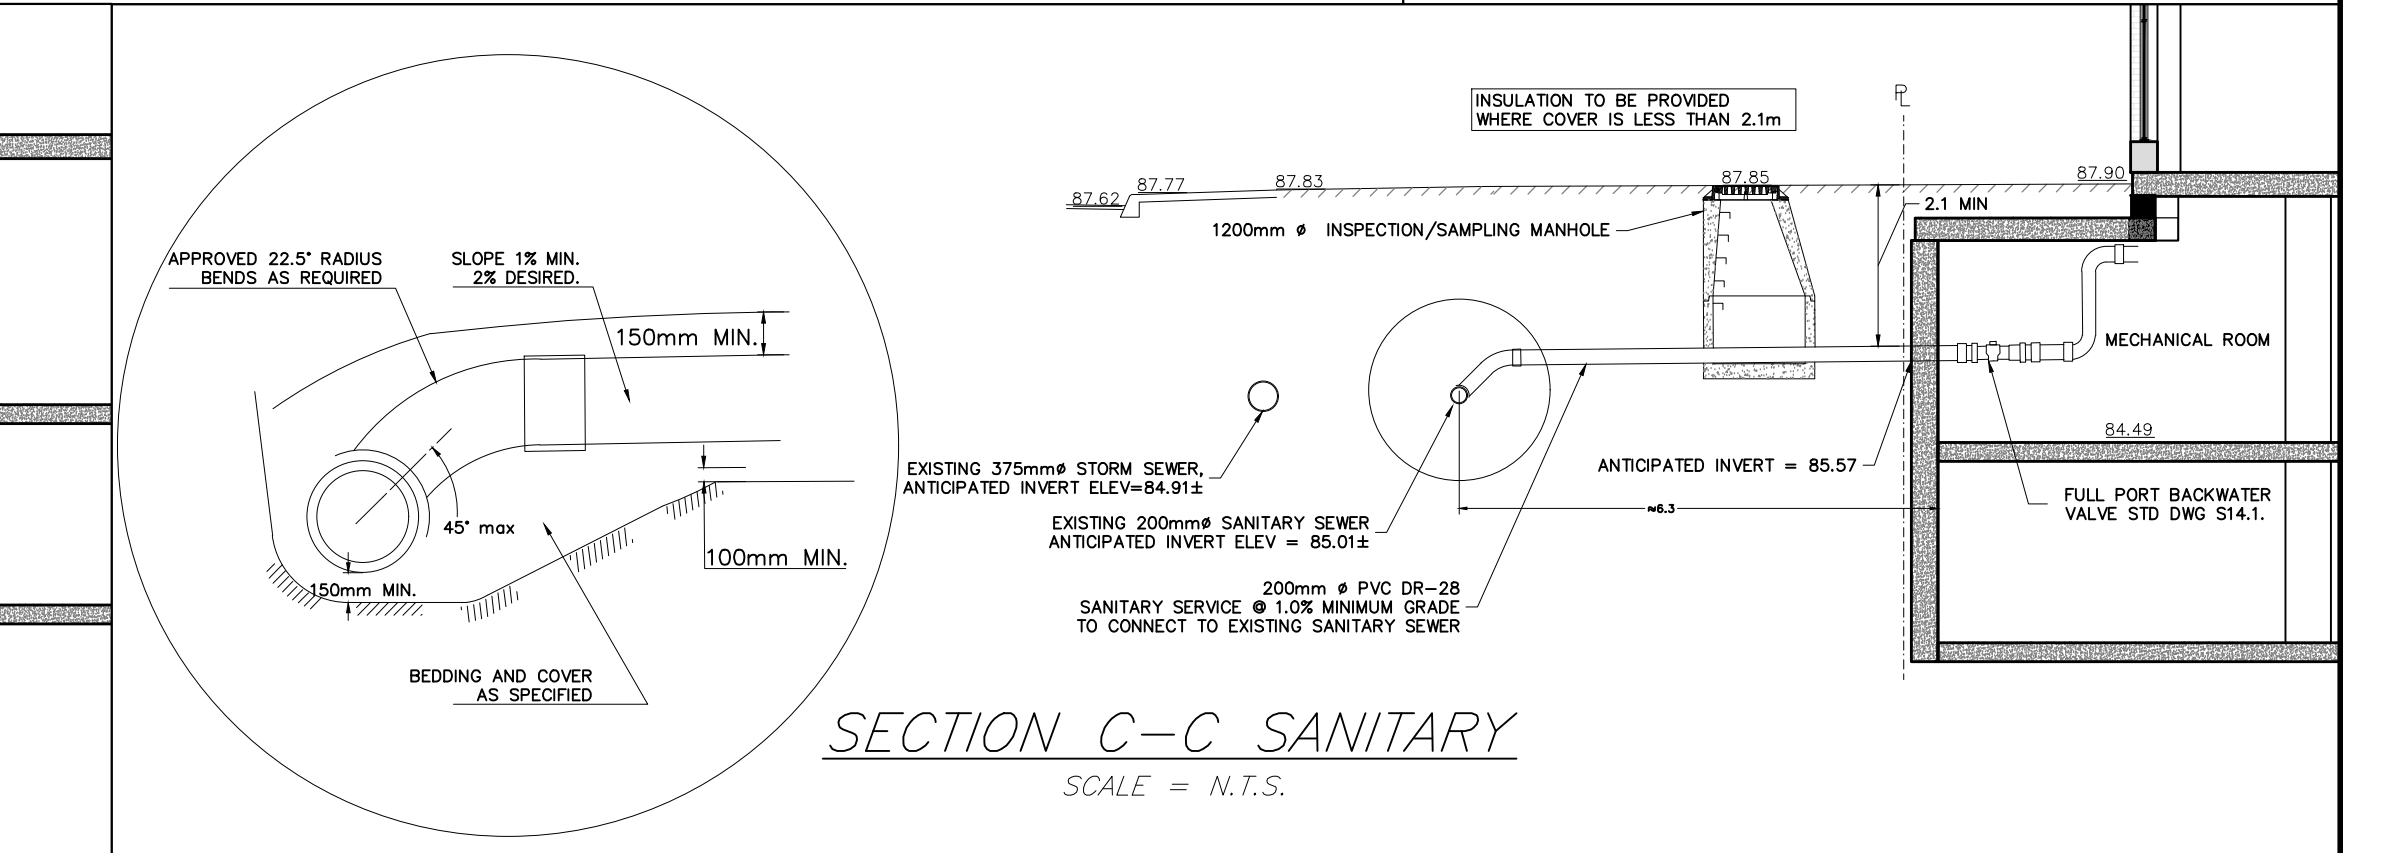 APPROVED 22.5° RADIUS
BENDS AS REQUIRED
SLOPE 1% MIN.
2% DESIRED.
150mm MIN.
45° max
100mm MIN.
150mm MIN.
BEDDING AND COVER
AS SPECIFIED
INSULATION TO BE PROVIDED
WHERE COVER IS LESS THAN 2.1m
PL
87.62
87.77
87.83
87.85
87.90
2.1 MIN
1200mm ø INSPECTION/SAMPLING MANHOLE
MECHANICAL ROOM
84.49
EXISTING 375mmø STORM SEWER,
ANTICIPATED INVERT ELEV=84.91±
ANTICIPATED INVERT = 85.57
≈6.3
EXISTING 200mmø SANITARY SEWER
ANTICIPATED INVERT ELEV = 85.01±
FULL PORT BACKWATER
VALVE STD DWG S14.1.
200mm ø PVC DR-28
SANITARY SERVICE @ 1.0% MINIMUM GRADE
TO CONNECT TO EXISTING SANITARY SEWER
SECTION C-C SANITARY
SCALE = N.T.S.